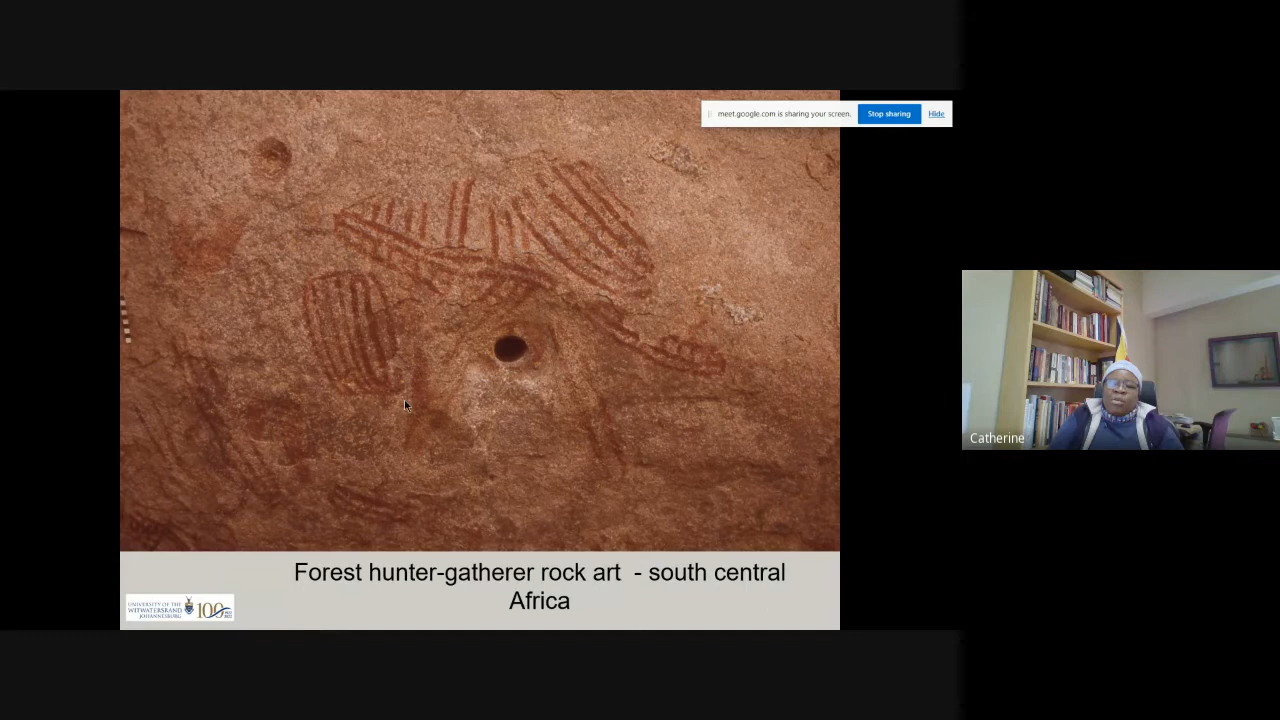 meet.google.com is sharing your screen.
Stop sharing
Hide
Catherine
Forest hunter-gatherer rock art - south central
Africa
UNIVERSITY OF THE
WITWATERSRAND
JOHANNESBURG
100